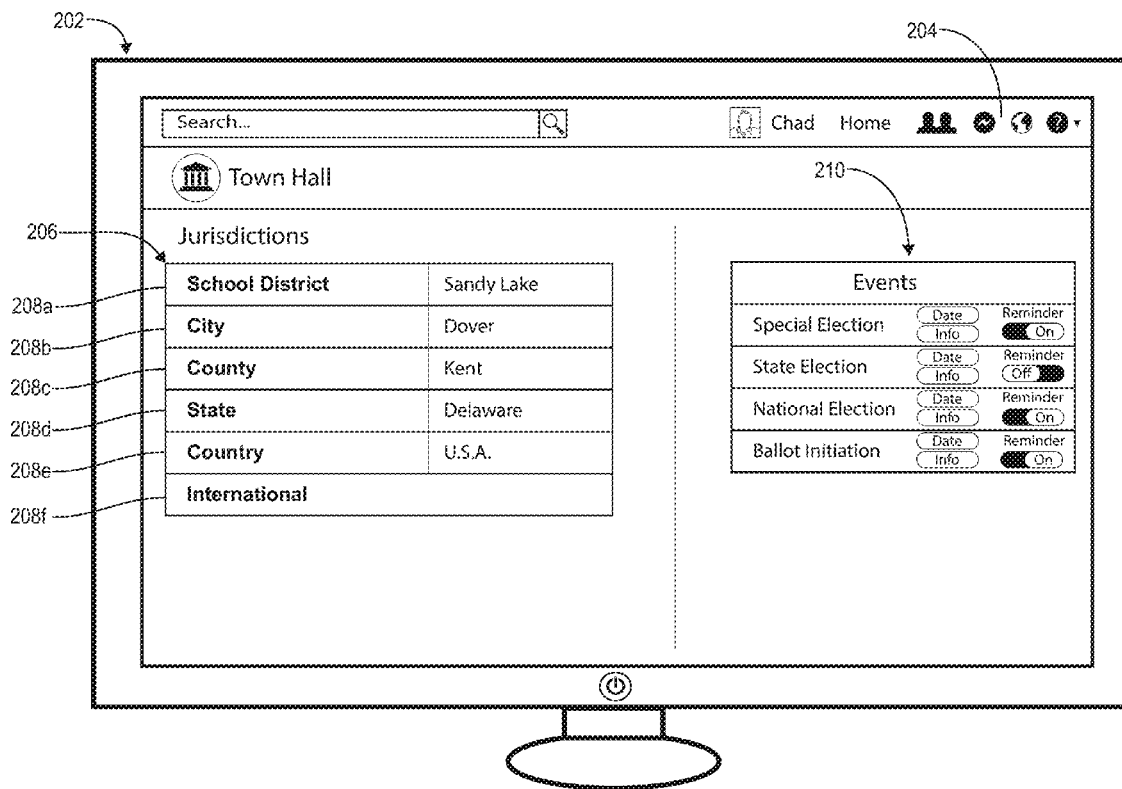 202
204
Search...
Chad Home ?
Town Hall
210
206
Jurisdictions
208a
School District Sandy Lake
208b
City Dover
208c
County Kent
208d
State Delaware
208e
Country U.S.A.
208f
International
Events
Special Election Date Info Reminder On
State Election Date Info Reminder Off
National Election Date Info Reminder On
Ballot Initiation Date Info Reminder On